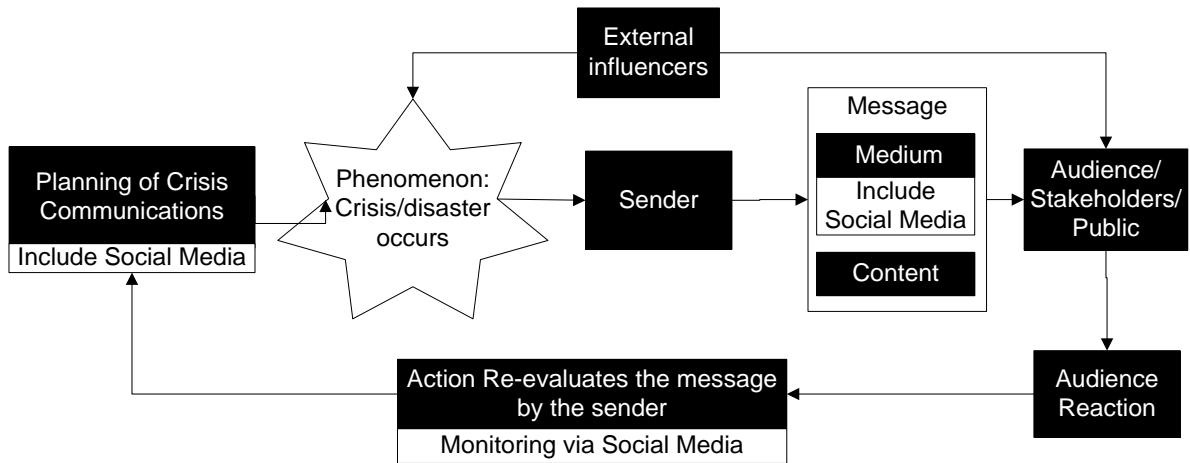 External
influencers
Planning of Crisis
Communications
Include Social Media
Phenomenon:
Crisis/disaster
occurs
Sender
Message
Medium
Include
Social Media
Content
Audience/
Stakeholders/
Public
Audience
Reaction
Action Re-evaluates the message
by the sender
Monitoring via Social Media